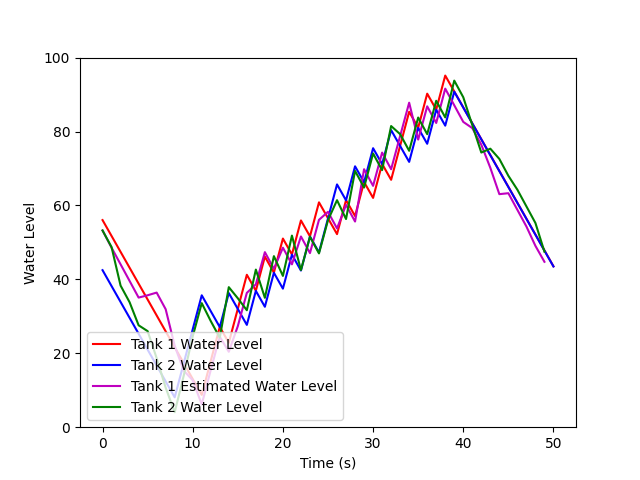 100
80
60
40
20
0
Water Level
Tank 1 Water Level
Tank 2 Water Level
Tank 1 Estimated Water Level
Tank 2 Water Level
0 10 20 30 40 50
Time (s)